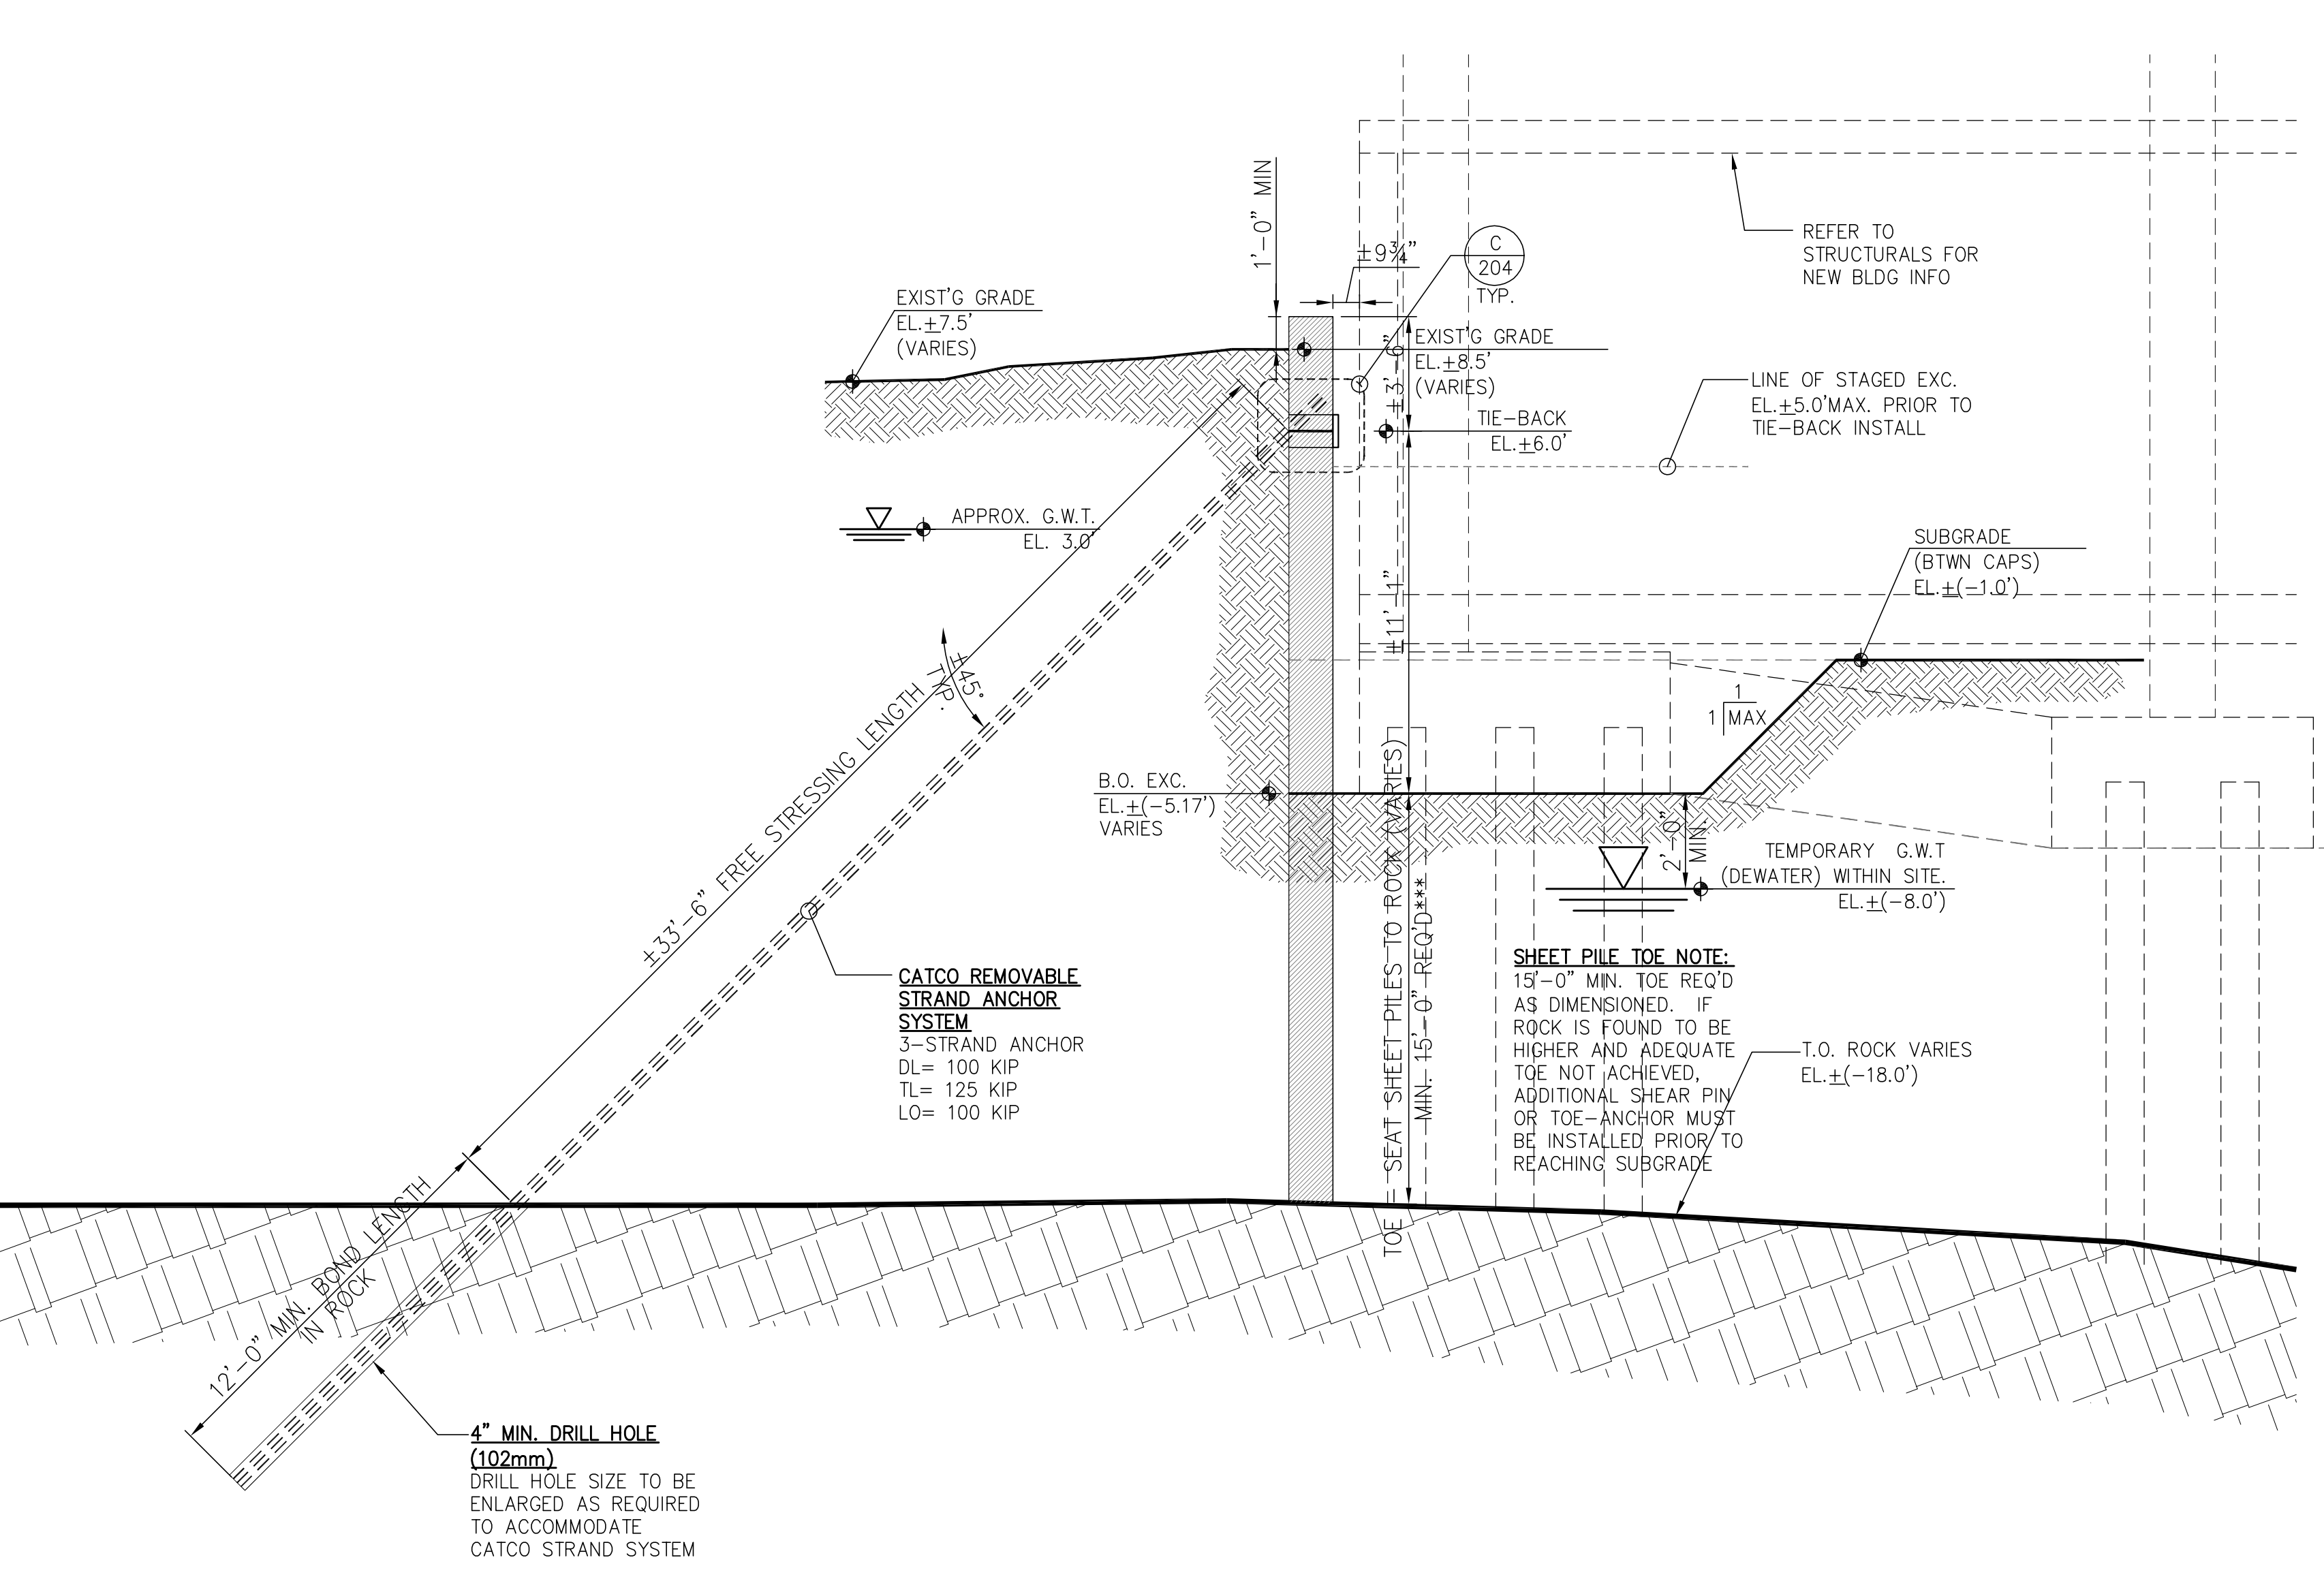 1'-0" MIN
±9¾"
C
204
TYP.
REFER TO
STRUCTURALS FOR
NEW BLDG INFO
EXIST'G GRADE
EL.±7.5'
(VARIES)
EXIST'G GRADE
EL.±8.5'
(VARIES)
±3'-6"
TIE-BACK
EL.±6.0'
LINE OF STAGED EXC.
EL.±5.0'MAX. PRIOR TO
TIE-BACK INSTALL
APPROX. G.W.T.
EL. 3.0'
SUBGRADE
(BTWN CAPS)
EL.±(-1.0')
±11'-1"
±45°
TYP.
1
1 MAX
±33'-6" FREE STRESSING LENGTH
B.O. EXC.
EL.±(-5.17')
VARIES
2'-0"
MIN.
TEMPORARY G.W.T
(DEWATER) WITHIN SITE.
EL.±(-8.0')
TOE - SEAT SHEET PILES TO ROCK (VARIES)
MIN. 15'-0" REQ'D***
CATCO REMOVABLE
STRAND ANCHOR
SYSTEM
3-STRAND ANCHOR
DL= 100 KIP
TL= 125 KIP
LO= 100 KIP
SHEET PILE TOE NOTE:
15'-0" MIN. TOE REQ'D
AS DIMENSIONED. IF
ROCK IS FOUND TO BE
HIGHER AND ADEQUATE
TOE NOT ACHIEVED,
ADDITIONAL SHEAR PIN
OR TOE-ANCHOR MUST
BE INSTALLED PRIOR TO
REACHING SUBGRADE
T.O. ROCK VARIES
EL.±(-18.0')
12'-0" MIN. BOND LENGTH
IN ROCK
4" MIN. DRILL HOLE
(102mm)
DRILL HOLE SIZE TO BE
ENLARGED AS REQUIRED
TO ACCOMMODATE
CATCO STRAND SYSTEM